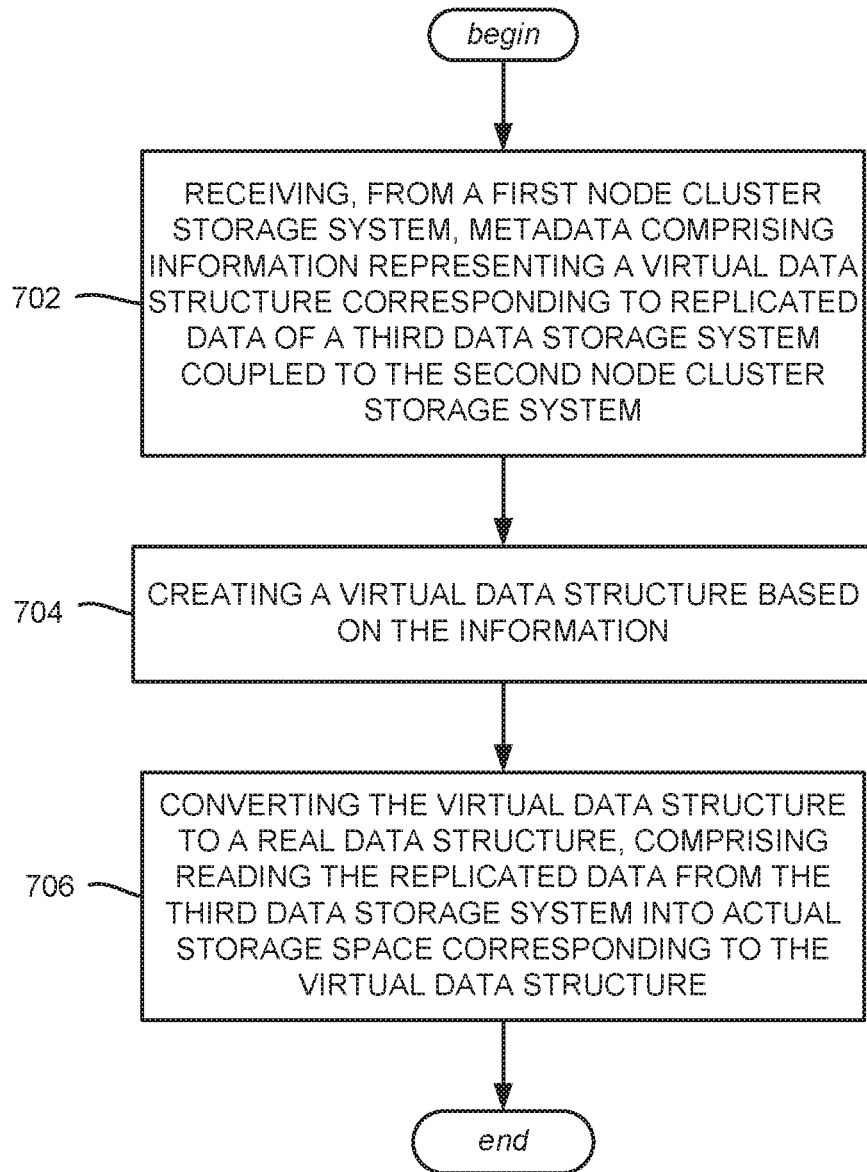 begin
RECEIVING, FROM A FIRST NODE CLUSTER
STORAGE SYSTEM, METADATA COMPRISING
INFORMATION REPRESENTING A VIRTUAL DATA
702
STRUCTURE CORRESPONDING TO REPLICATED
DATA OF A THIRD DATA STORAGE SYSTEM
COUPLED TO THE SECOND NODE CLUSTER
STORAGE SYSTEM
704
CREATING A VIRTUAL DATA STRUCTURE BASED
ON THE INFORMATION
CONVERTING THE VIRTUAL DATA STRUCTURE
TO A REAL DATA STRUCTURE, COMPRISING
706
READING THE REPLICATED DATA FROM THE
THIRD DATA STORAGE SYSTEM INTO ACTUAL
STORAGE SPACE CORRESPONDING TO THE
VIRTUAL DATA STRUCTURE
end